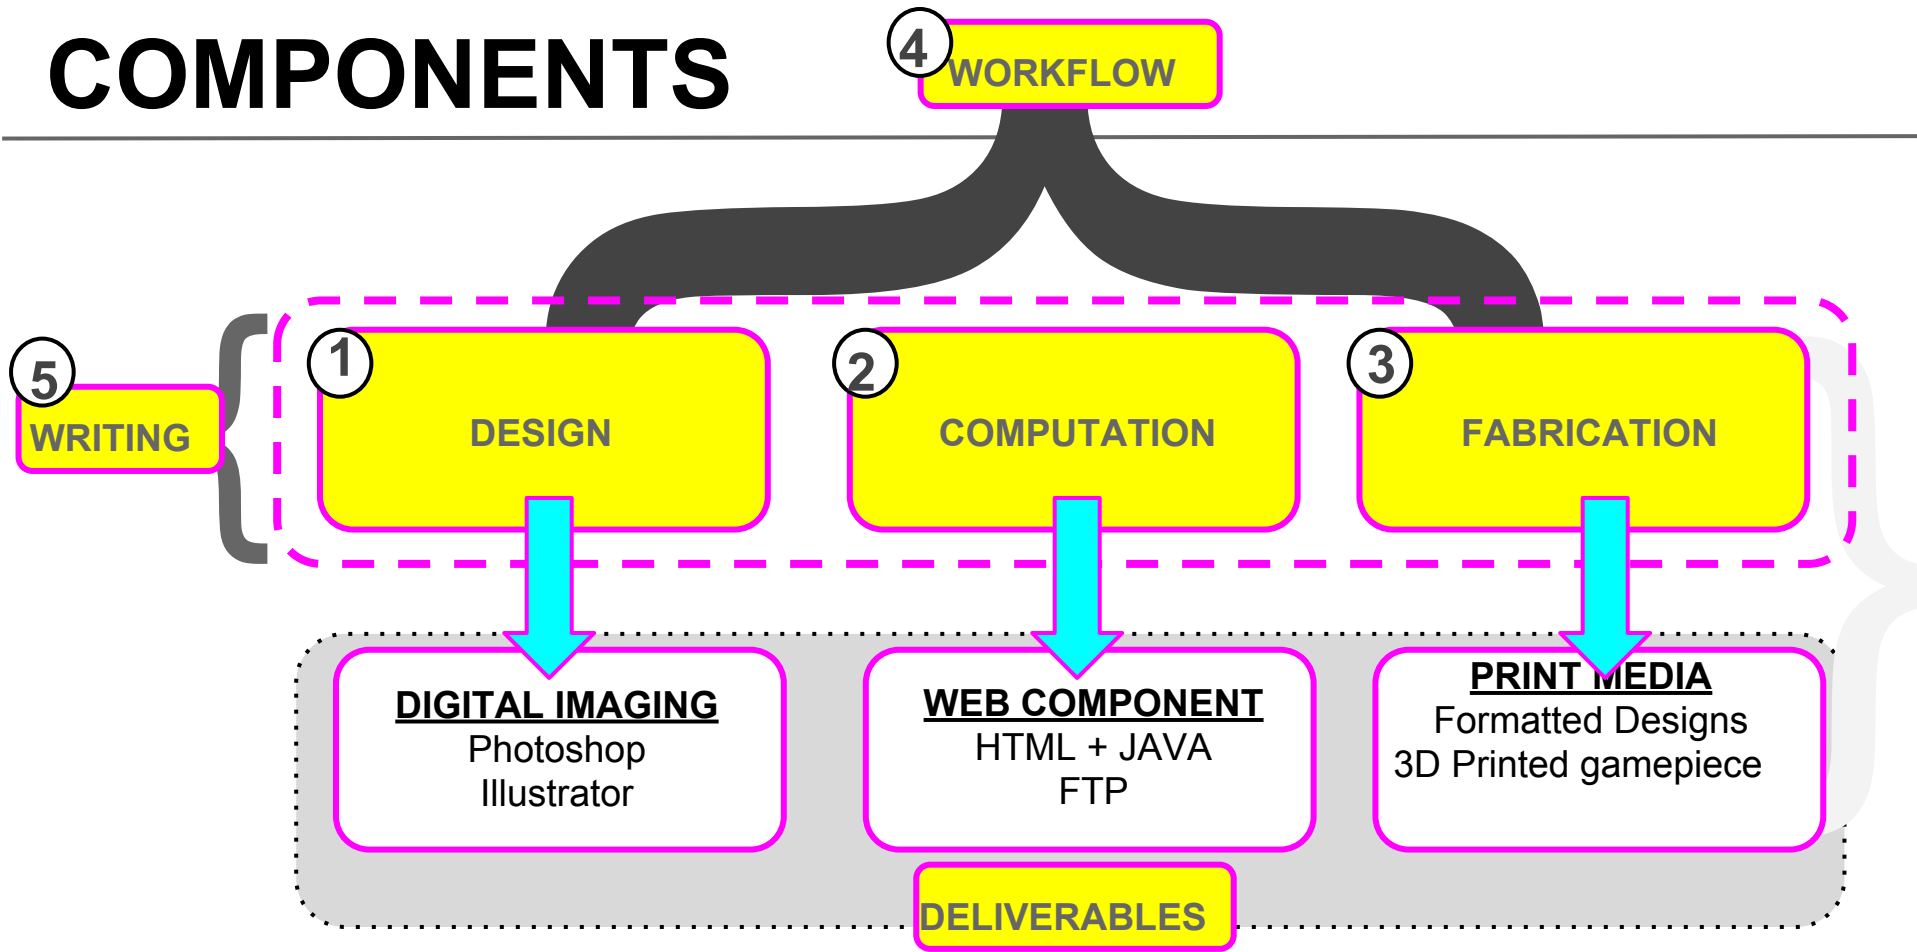 COMPONENTS
4
WORKFLOW
5
WRITING
1
DESIGN
2
COMPUTATION
3
FABRICATION
DIGITAL IMAGING
Photoshop
Illustrator
WEB COMPONENT
HTML + JAVA
FTP
PRINT MEDIA
Formatted Designs
3D Printed gamepiece
DELIVERABLES